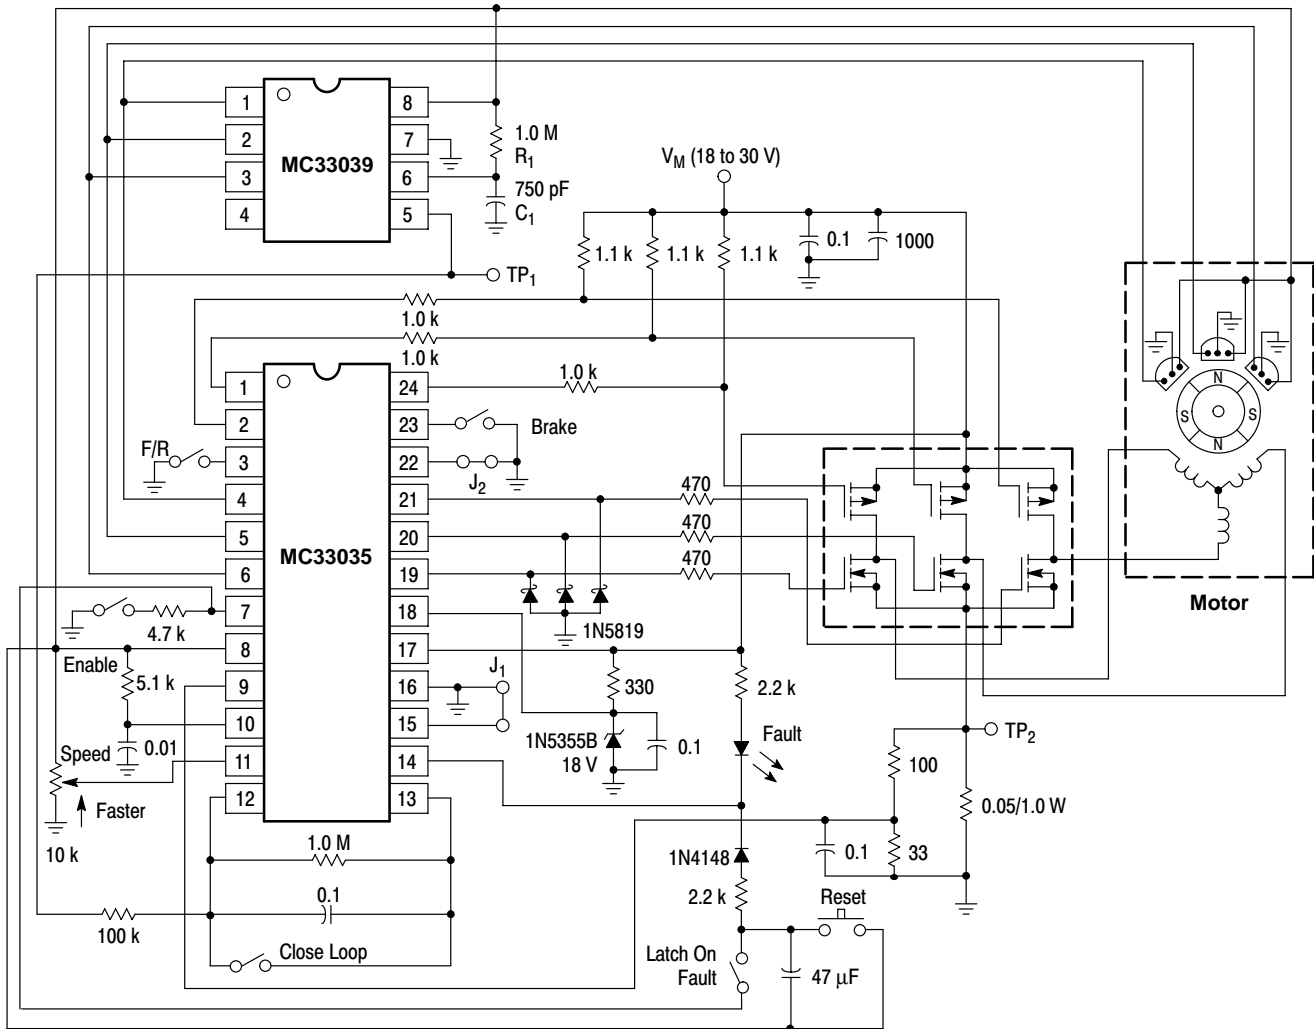 1
2
3
4
MC33039
8
7
6
5
1.0 M
R1
750 pF
C1
VM (18 to 30 V)
1.1 k
1.1 k
1.1 k
0.1
1000
TP1
1.0 k
1.0 k
1.0 k
1
2
3
4
5
6
7
8
9
10
11
12
MC33035
24
23
22
21
20
19
18
17
16
15
14
13
F/R
Brake
J2
470
470
470
1N5819
4.7 k
Enable
5.1 k
0.01
Speed
Faster
10 k
J1
330
1N5355B
18 V
0.1
2.2 k
Fault
TP2
100
0.05/1.0 W
33
0.1
1N4148
2.2 k
Reset
Latch On
Fault
47 µF
1.0 M
0.1
100 k
Close Loop
N
S
S
N
Motor